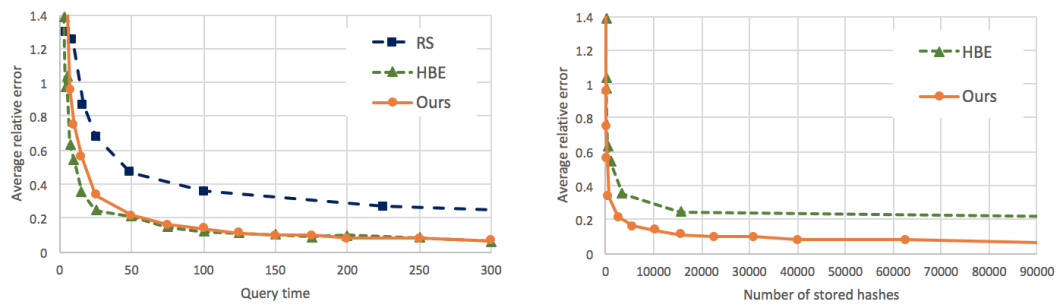 1.4
1.2
1
0.8
0.6
0.4
0.2
0
Average relative error
0 50 100 150 200 250 300
Query time
RS
HBE
Ours
1.4
1.2
1
0.8
0.6
0.4
0.2
0
Average relative error
0 10000 20000 30000 40000 50000 60000 70000 80000 90000
Number of stored hashes
HBE
Ours